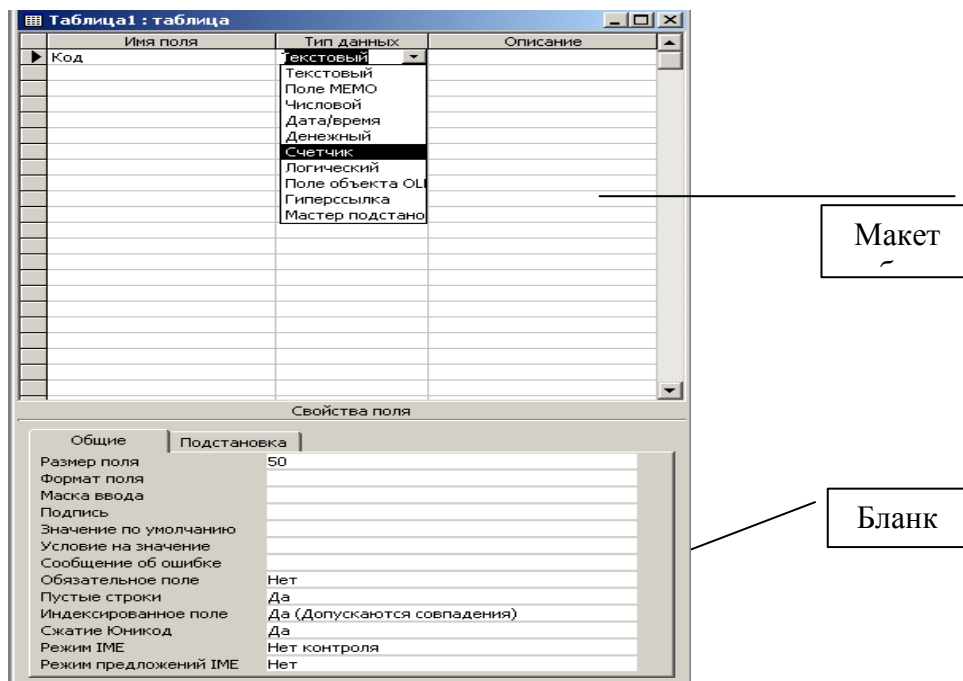 Таблица1 : таблица
Имя поля Тип данных Описание
Код Текстовый
Текстовый
Поле MEMO
Числовой
Дата/время
Денежный
Счетчик
Логический
Поле объекта OLE
Гиперссылка
Мастер подстано
Макет
Свойства поля
Общие Подстановка
Размер поля 50
Формат поля
Маска ввода
Подпись
Значение по умолчанию
Условие на значение
Сообщение об ошибке
Обязательное поле Нет
Пустые строки Да
Индексированное поле Да (Допускаются совпадения)
Сжатие Юникод Да
Режим IME Нет контроля
Режим предложений IME Нет
Бланк